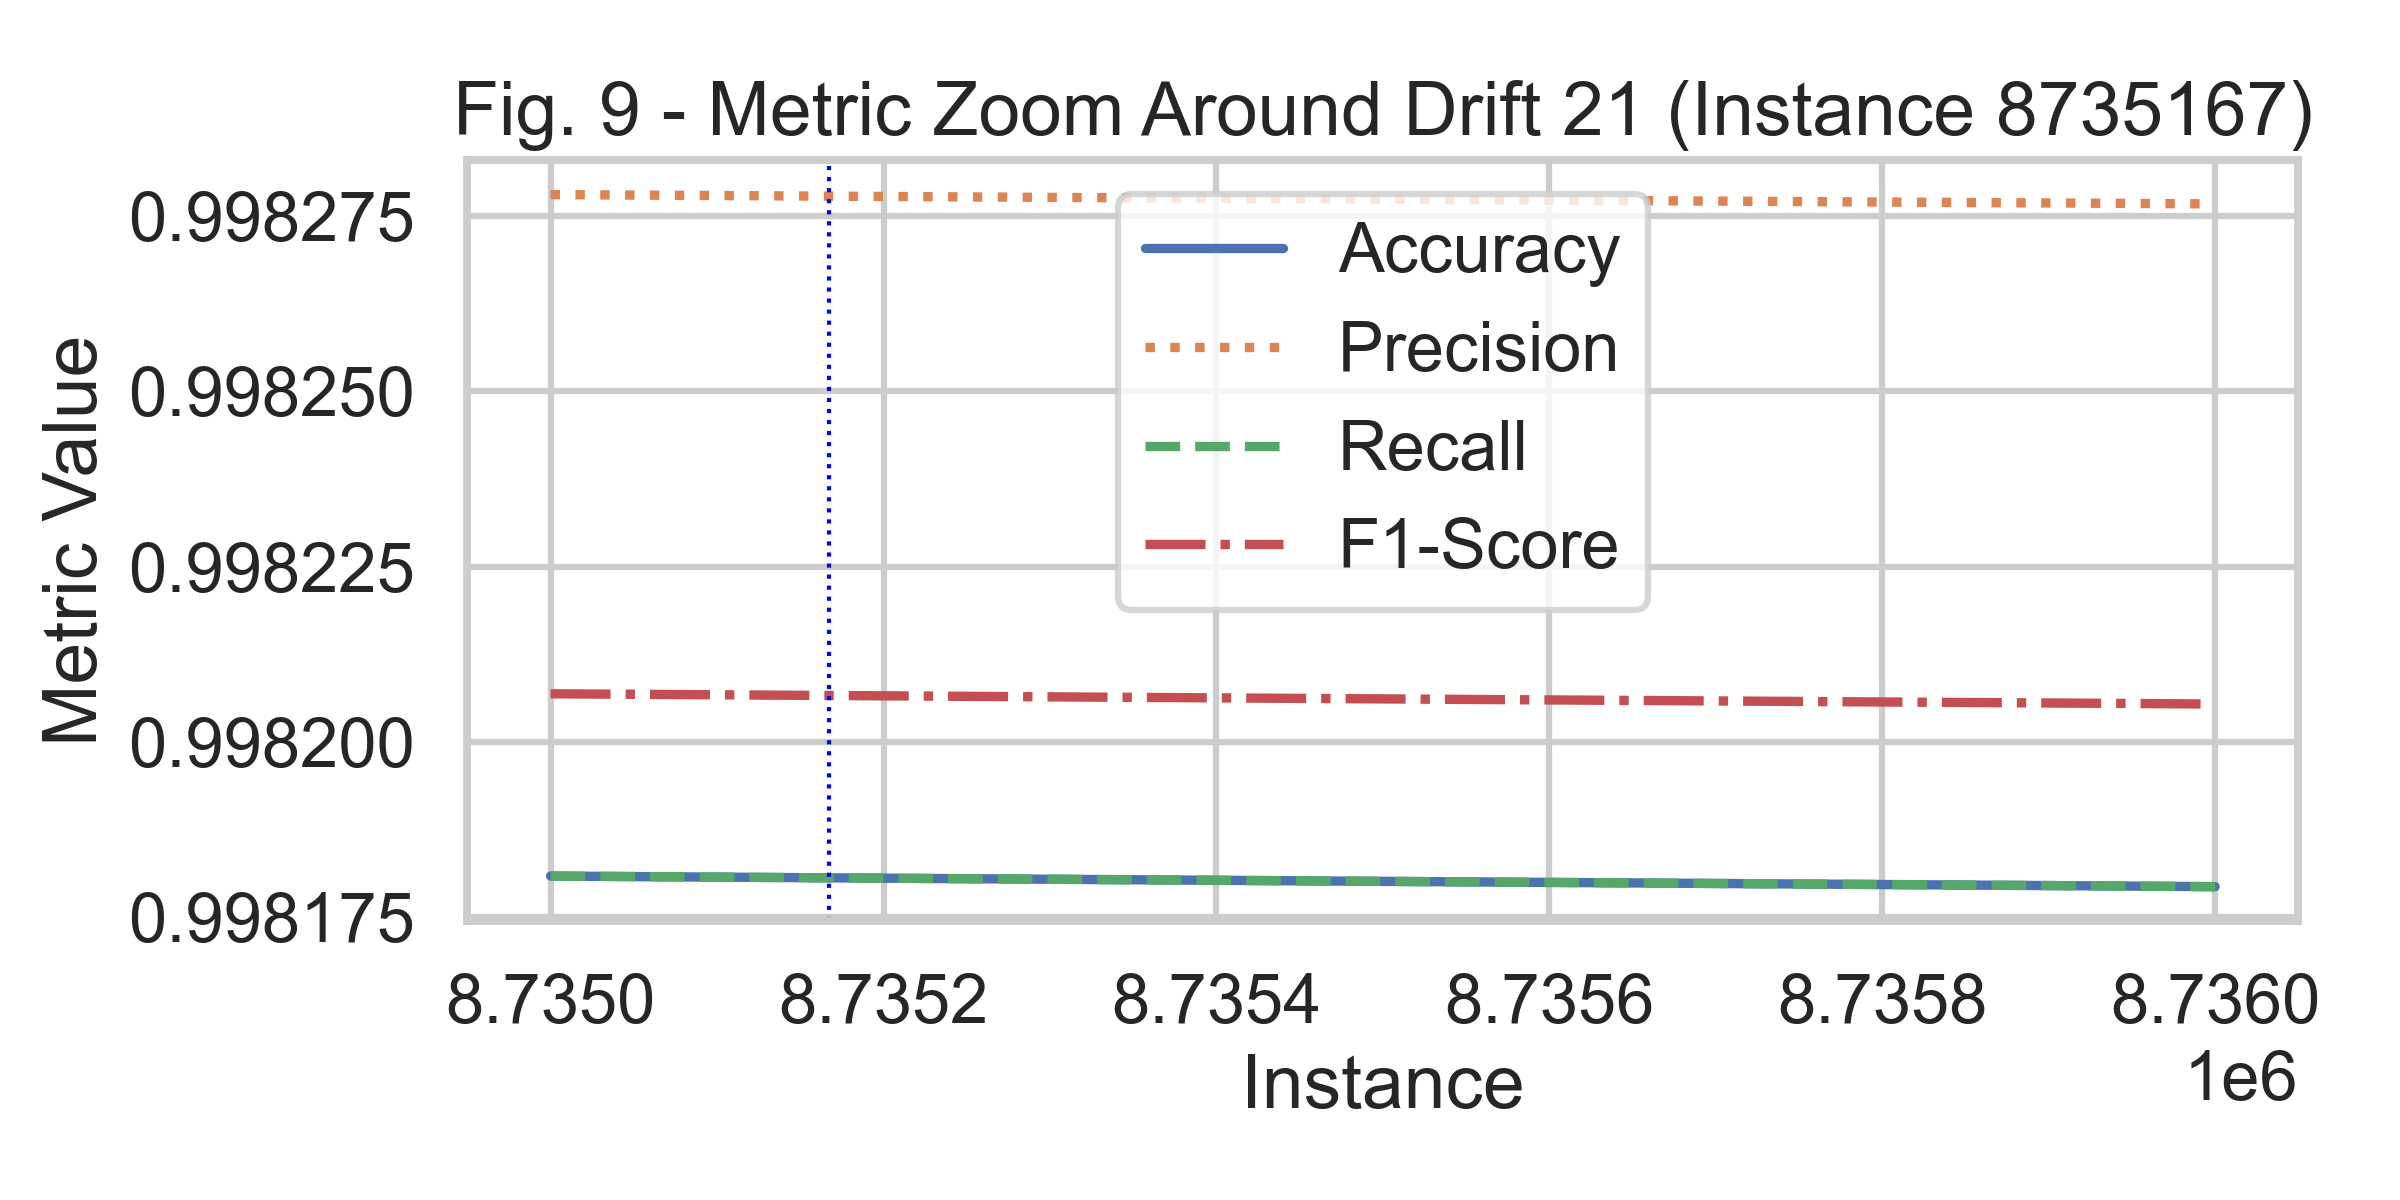 Fig. 9 - Metric Zoom Around Drift 21 (Instance 8735167)
Metric Value
0.998275
0.998250
0.998225
0.998200
0.998175
Accuracy
Precision
Recall
F1-Score
8.7350 8.7352 8.7354 8.7356 8.7358 8.7360
1e6
Instance